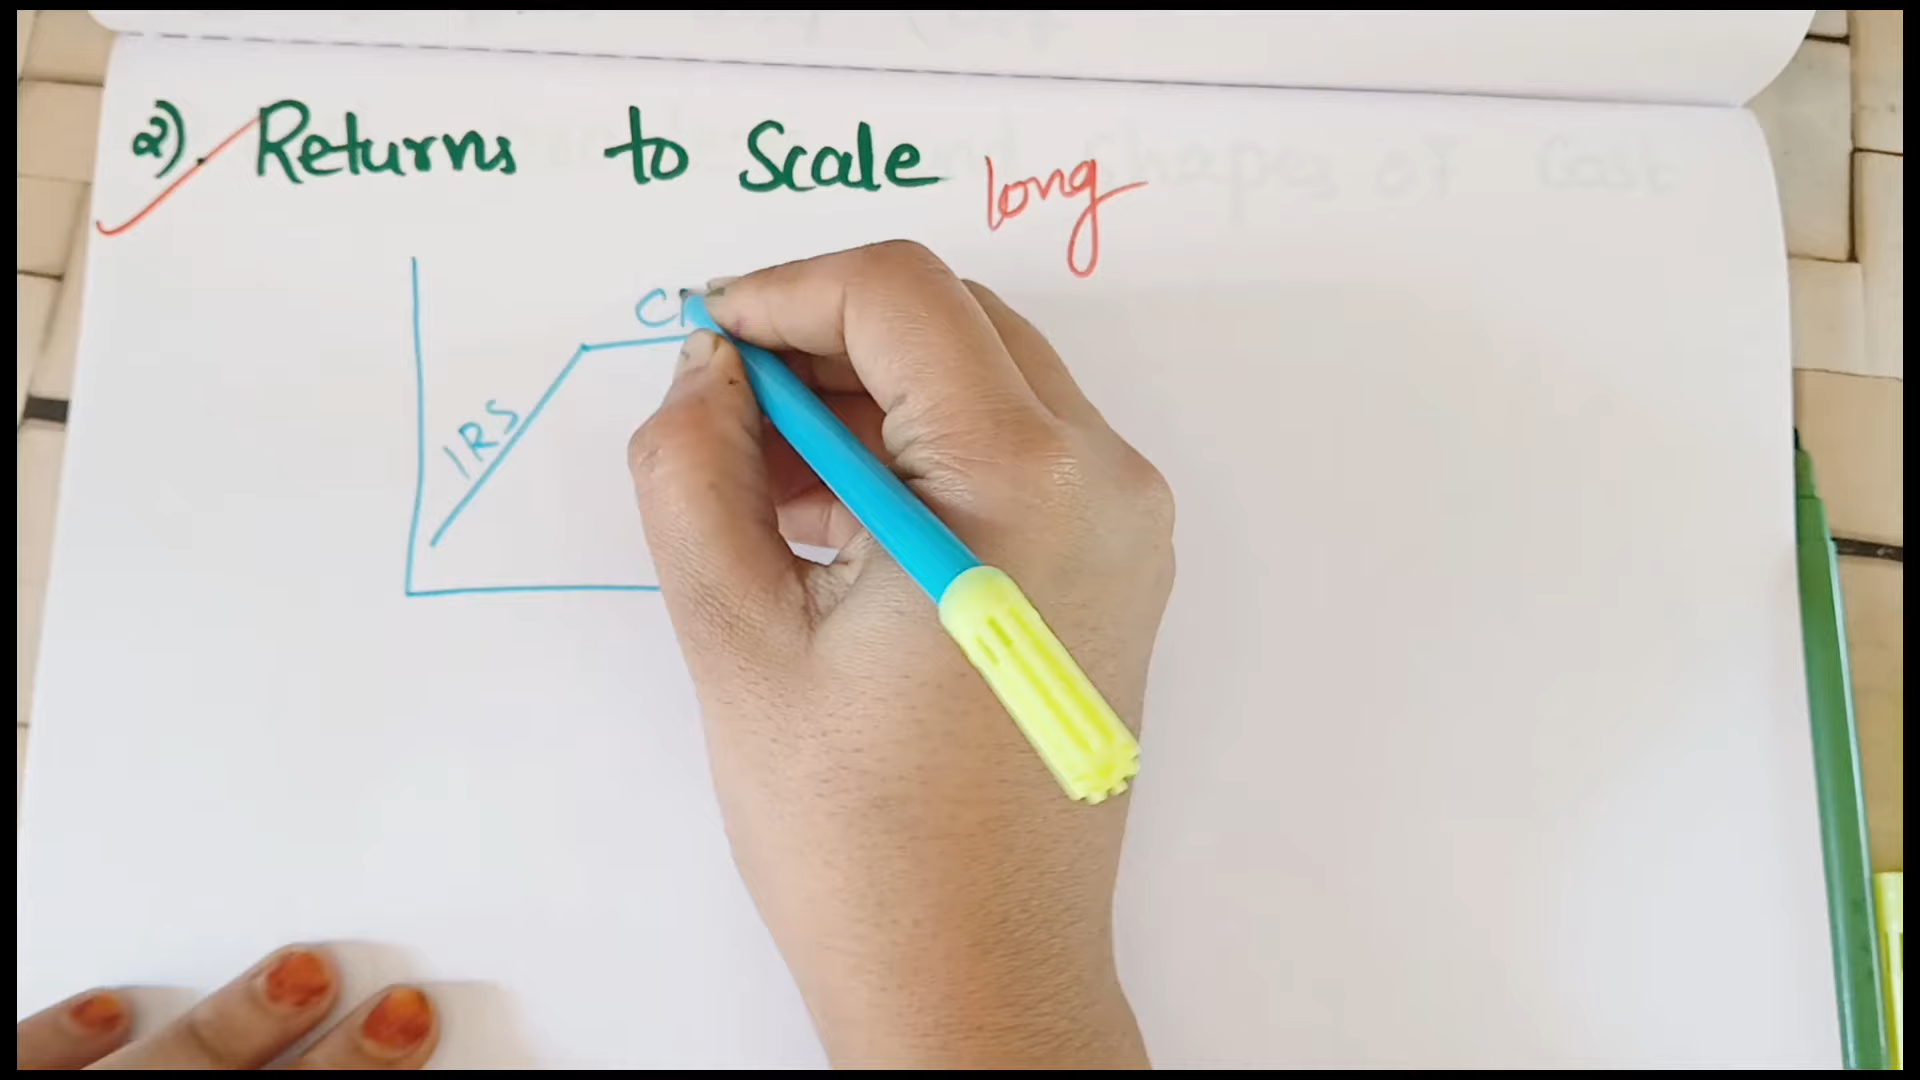 2). Returns to Scale long
IRS